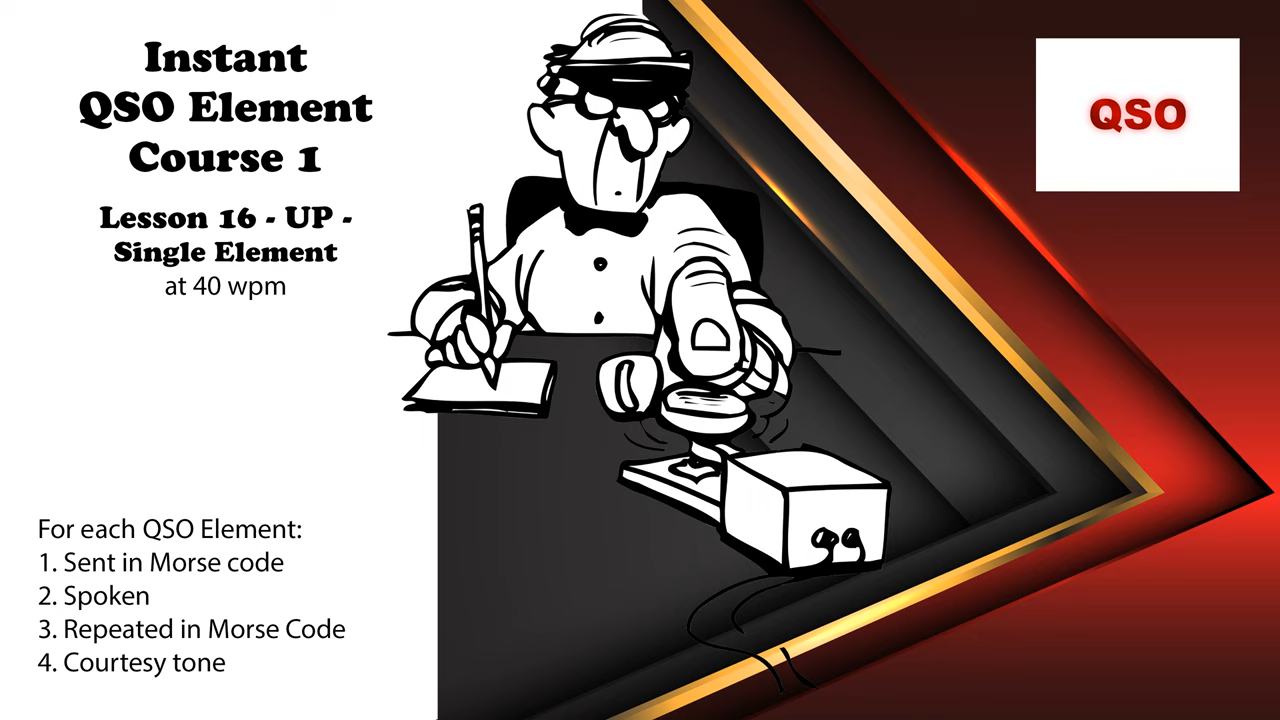 Instant
QSO Element
Course 1
Lesson 16 - UP -
Single Element
at 40 wpm
QSO
For each QSO Element:
1. Sent in Morse code
2. Spoken
3. Repeated in Morse Code
4. Courtesy tone